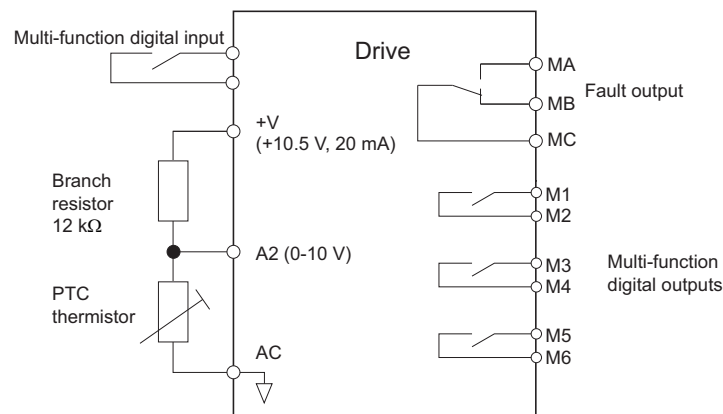 Multi-function digital input
Drive
MA
MB
MC
Fault output
+V
(+10.5 V, 20 mA)
Branch
resistor
12 kΩ
M1
M2
A2 (0-10 V)
M3
M4
Multi-function
digital outputs
PTC
thermistor
AC
M5
M6